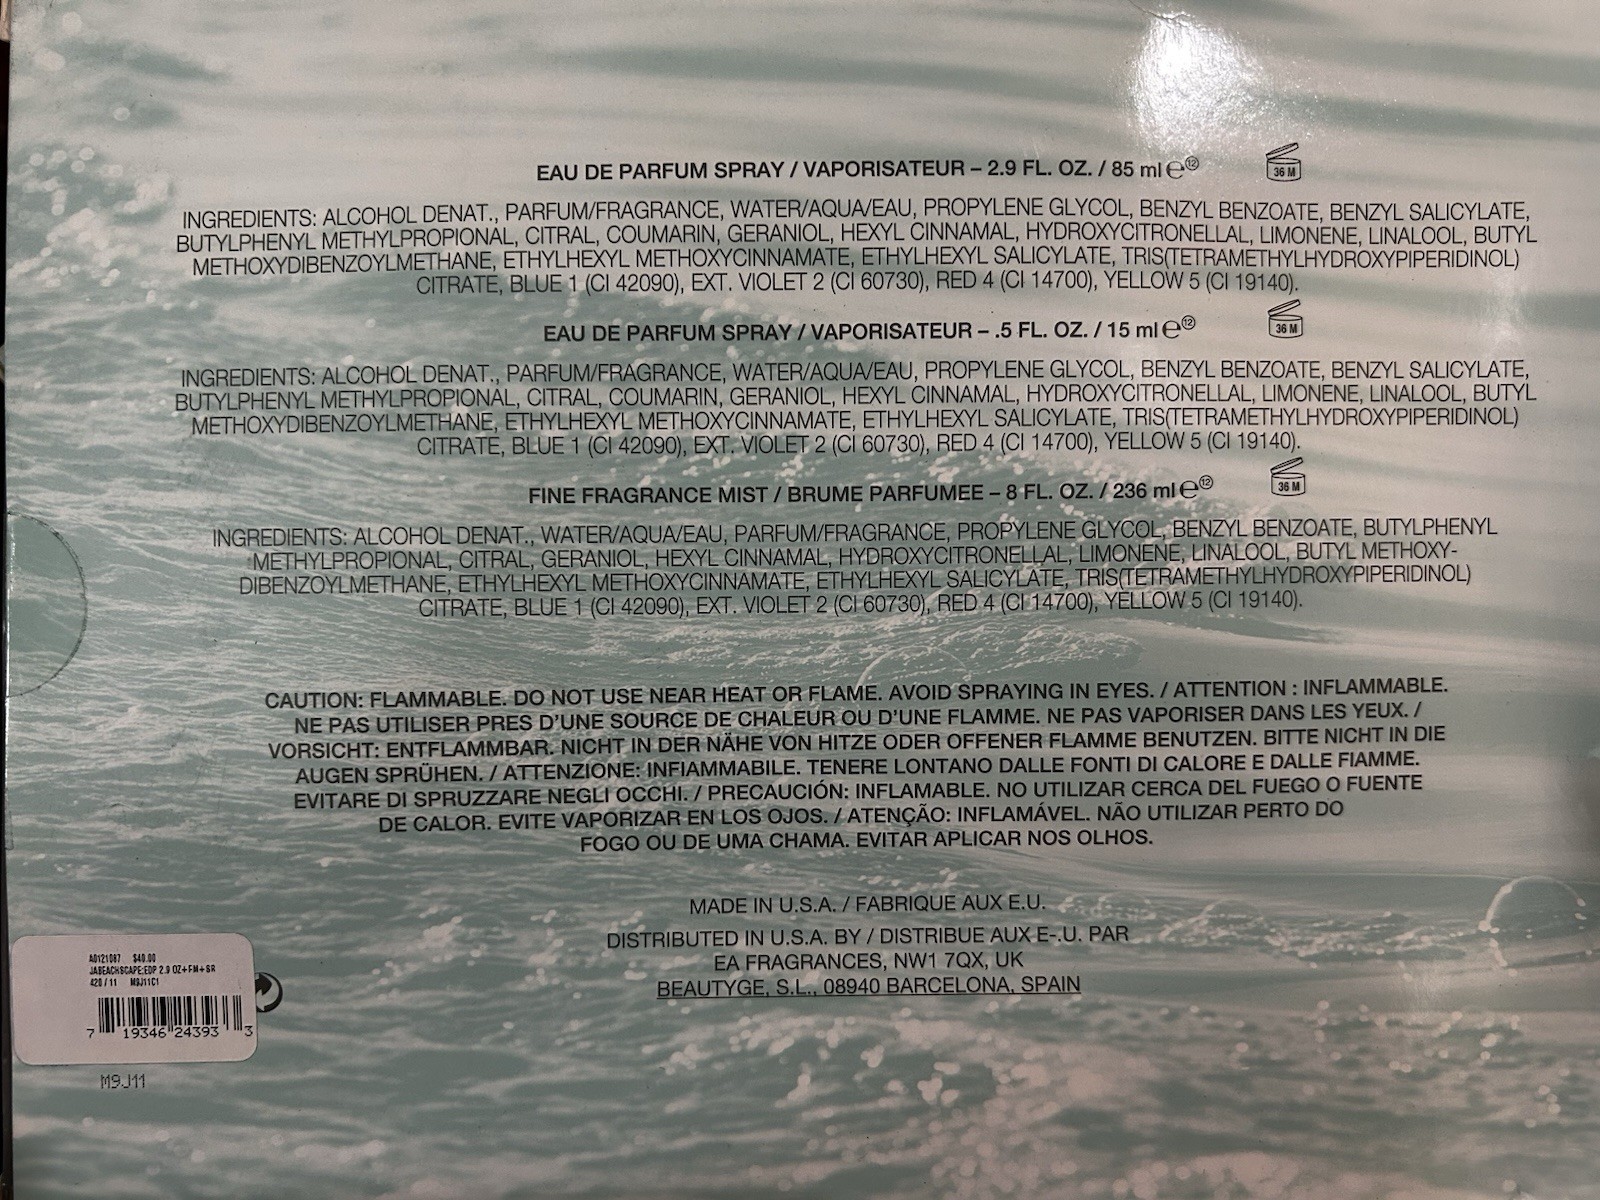 EAU DE PARFUM SPRAY / VAPORISATEUR – 2.9 FL. OZ. / 85 ml ℮ 12
36 M
INGREDIENTS: ALCOHOL DENAT., PARFUM/FRAGRANCE, WATER/AQUA/EAU, PROPYLENE GLYCOL, BENZYL BENZOATE, BENZYL SALICYLATE,
BUTYLPHENYL METHYLPROPIONAL, CITRAL, COUMARIN, GERANIOL, HEXYL CINNAMAL, HYDROXYCITRONELLAL, LIMONENE, LINALOOL, BUTYL
METHOXYDIBENZOYLMETHANE, ETHYLHEXYL METHOXYCINNAMATE, ETHYLHEXYL SALICYLATE, TRIS(TETRAMETHYLHYDROXYPIPERIDINOL)
CITRATE, BLUE 1 (CI 42090), EXT. VIOLET 2 (CI 60730), RED 4 (CI 14700), YELLOW 5 (CI 19140).
EAU DE PARFUM SPRAY / VAPORISATEUR – .5 FL. OZ. / 15 ml ℮ 12
36 M
INGREDIENTS: ALCOHOL DENAT., PARFUM/FRAGRANCE, WATER/AQUA/EAU, PROPYLENE GLYCOL, BENZYL BENZOATE, BENZYL SALICYLATE,
BUTYLPHENYL METHYLPROPIONAL, CITRAL, COUMARIN, GERANIOL, HEXYL CINNAMAL, HYDROXYCITRONELLAL, LIMONENE, LINALOOL, BUTYL
METHOXYDIBENZOYLMETHANE, ETHYLHEXYL METHOXYCINNAMATE, ETHYLHEXYL SALICYLATE, TRIS(TETRAMETHYLHYDROXYPIPERIDINOL)
CITRATE, BLUE 1 (CI 42090), EXT. VIOLET 2 (CI 60730), RED 4 (CI 14700), YELLOW 5 (CI 19140).
FINE FRAGRANCE MIST / BRUME PARFUMEE – 8 FL. OZ. / 236 ml ℮ 12
36 M
INGREDIENTS: ALCOHOL DENAT., WATER/AQUA/EAU, PARFUM/FRAGRANCE, PROPYLENE GLYCOL, BENZYL BENZOATE, BUTYLPHENYL
METHYLPROPIONAL, CITRAL, GERANIOL, HEXYL CINNAMAL, HYDROXYCITRONELLAL, LIMONENE, LINALOOL, BUTYL METHOXY-
DIBENZOYLMETHANE, ETHYLHEXYL METHOXYCINNAMATE, ETHYLHEXYL SALICYLATE, TRIS(TETRAMETHYLHYDROXYPIPERIDINOL)
CITRATE, BLUE 1 (CI 42090), EXT. VIOLET 2 (CI 60730), RED 4 (CI 14700), YELLOW 5 (CI 19140).
CAUTION: FLAMMABLE. DO NOT USE NEAR HEAT OR FLAME. AVOID SPRAYING IN EYES. / ATTENTION : INFLAMMABLE.
NE PAS UTILISER PRES D'UNE SOURCE DE CHALEUR OU D'UNE FLAMME. NE PAS VAPORISER DANS LES YEUX. /
VORSICHT: ENTFLAMMBAR. NICHT IN DER NÄHE VON HITZE ODER OFFENER FLAMME BENUTZEN. BITTE NICHT IN DIE
AUGEN SPRÜHEN. / ATTENZIONE: INFIAMMABILE. TENERE LONTANO DALLE FONTI DI CALORE E DALLE FIAMME.
EVITARE DI SPRUZZARE NEGLI OCCHI. / PRECAUCIÓN: INFLAMABLE. NO UTILIZAR CERCA DEL FUEGO O FUENTE
DE CALOR. EVITE VAPORIZAR EN LOS OJOS. / ATENÇÃO: INFLAMÁVEL. NÃO UTILIZAR PERTO DO
FOGO OU DE UMA CHAMA. EVITAR APLICAR NOS OLHOS.
MADE IN U.S.A. / FABRIQUE AUX E.U.
DISTRIBUTED IN U.S.A. BY / DISTRIBUE AUX E-.U. PAR
EA FRAGRANCES, NW1 7QX, UK
BEAUTYGE, S.L., 08940 BARCELONA, SPAIN
A0121087 $40.00
JABEACHSCAPE:EDP 2.9 OZ+FM+SR
420 / 11 M9J11C1
7 19346 24393 3
M9J11